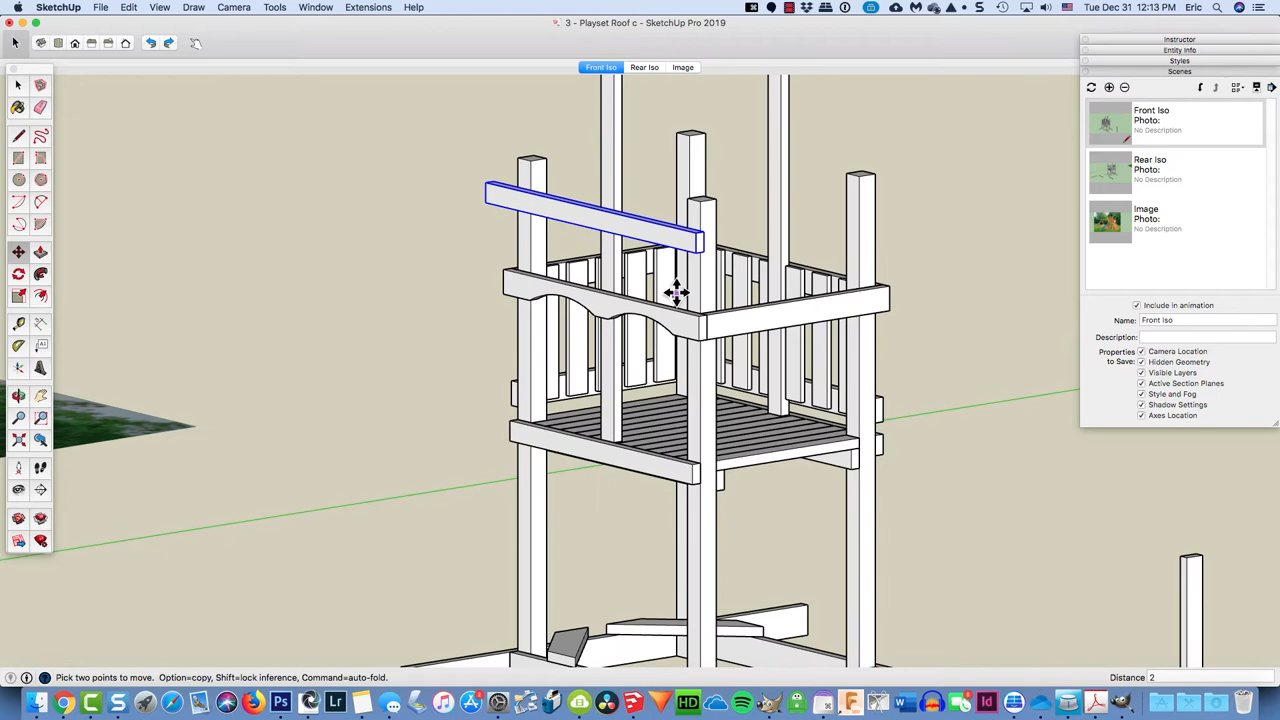 SketchUp File Edit View Draw Camera Tools Window Extensions Help
Tue Dec 31 12:13 PM Eric
3 - Playset Roof c - SketchUp Pro 2019
Front Iso Rear Iso Image
Instructor
Entity Info
Styles
Scenes
Front Iso
Photo:
No Description
Rear Iso
Photo:
No Description
Image
Photo:
No Description
Include in animation
Name: Front Iso
Description:
Properties to Save:
Camera Location
Hidden Geometry
Visible Layers
Active Section Planes
Style and Fog
Shadow Settings
Axes Location
Pick two points to move. Option=copy, Shift=lock inference, Command=auto-fold.
Distance 2